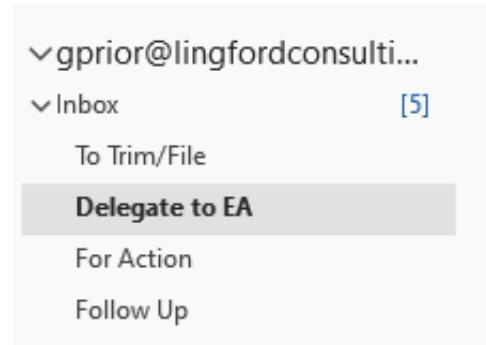 gprior@lingfordconsulti...
Inbox [5]
To Trim/File
Delegate to EA
For Action
Follow Up